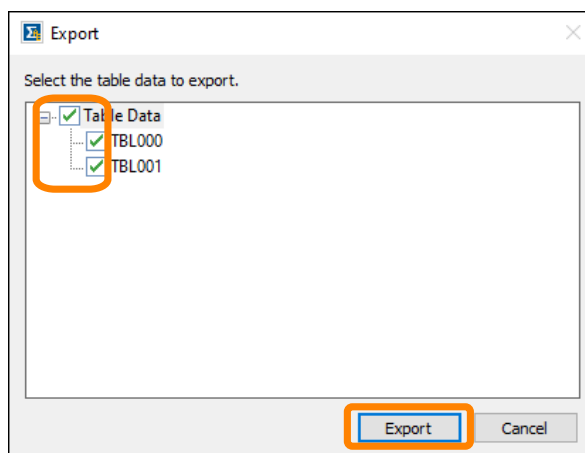 Export
Select the table data to export.
Table Data
TBL000
TBL001
Export Cancel